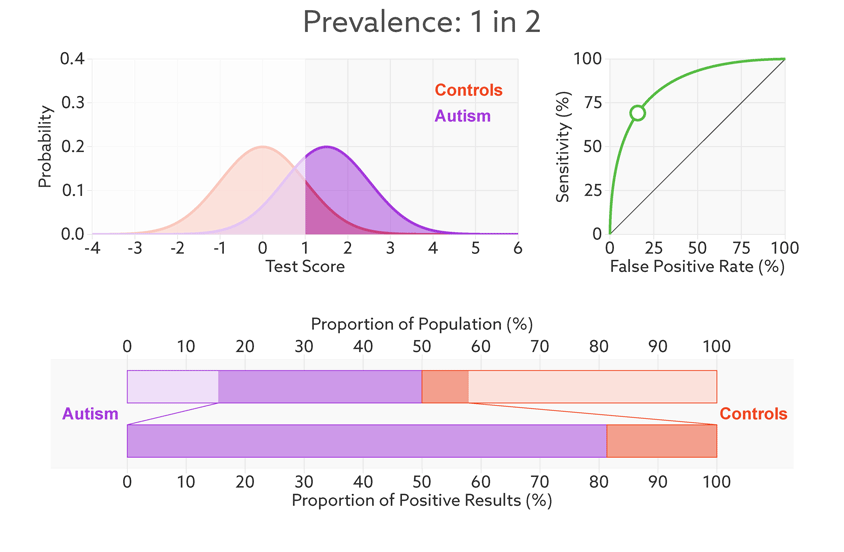 Prevalence: 1 in 2
Probability
0.4
0.3
0.2
0.1
0.0
-4 -3 -2 -1 0 1 2 3 4 5 6
Test Score
Controls
Autism
Sensitivity (%)
100
75
50
25
0
0 25 50 75 100
False Positive Rate (%)
Proportion of Population (%)
0 10 20 30 40 50 60 70 80 90 100
Autism
Controls
0 10 20 30 40 50 60 70 80 90 100
Proportion of Positive Results (%)